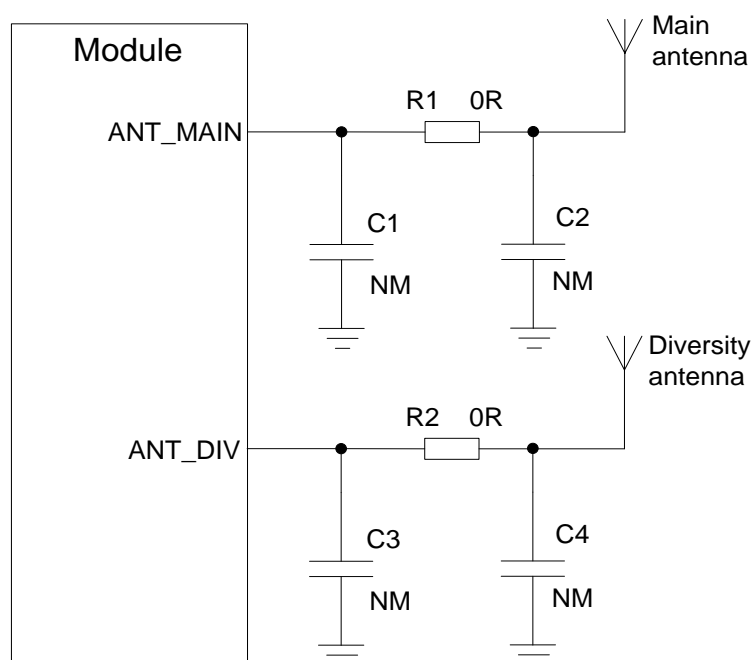 Module
Main
antenna
R1 0R
ANT_MAIN
C1
C2
NM
NM
Diversity
antenna
R2 0R
ANT_DIV
C3
C4
NM
NM